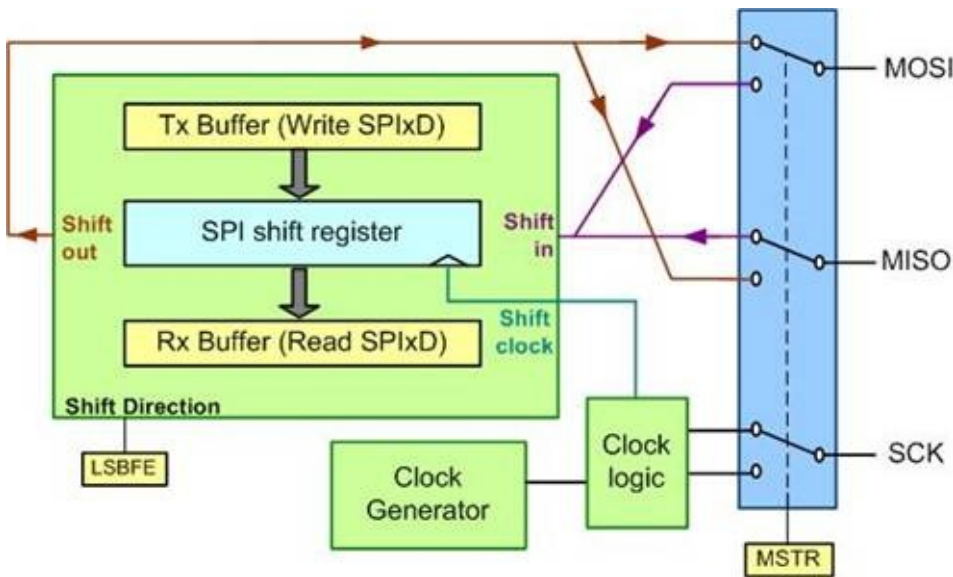 MOSI
Tx Buffer (Write SPIxD)
Shift
out
SPI shift register
Shift
in
MISO
Shift
clock
Rx Buffer (Read SPIxD)
Shift Direction
LSBFE
Clock
Generator
Clock
logic
SCK
MSTR